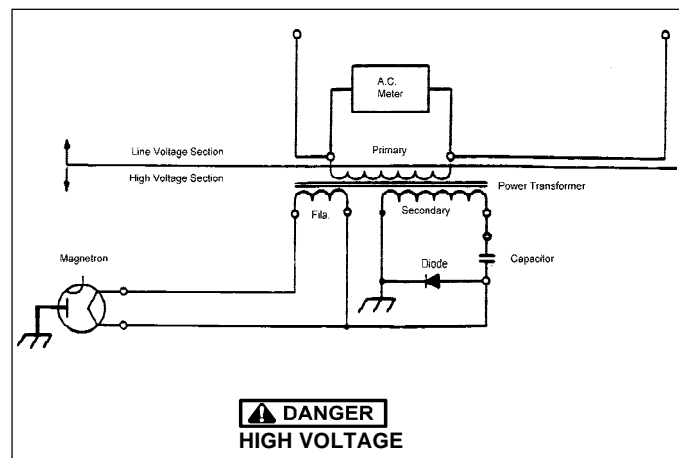 A.C.
Meter
Line Voltage Section
Primary
High Voltage Section
Power Transformer
Fila.
Secondary
Magnetron
Diode
Capacitor
DANGER
HIGH VOLTAGE